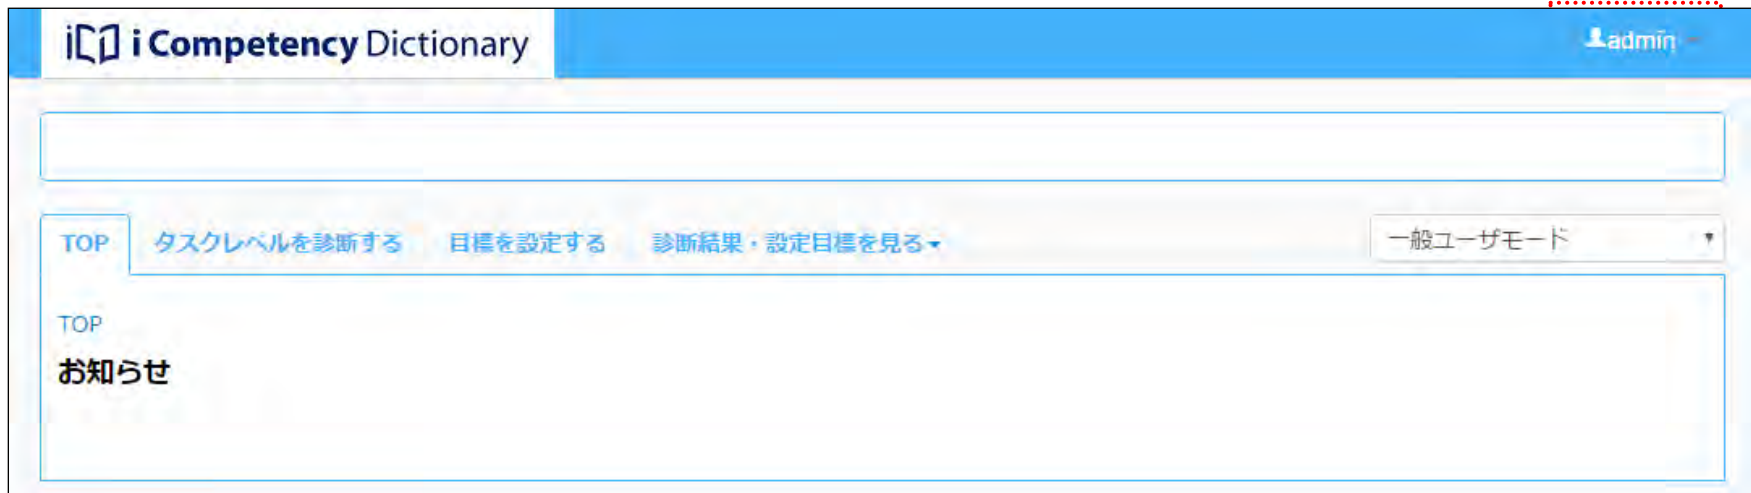 iCD i Competency Dictionary
admin
TOP タスクレベルを診断する 目標を設定する 診断結果・設定目標を見る 一般ユーザモード
TOP
お知らせ